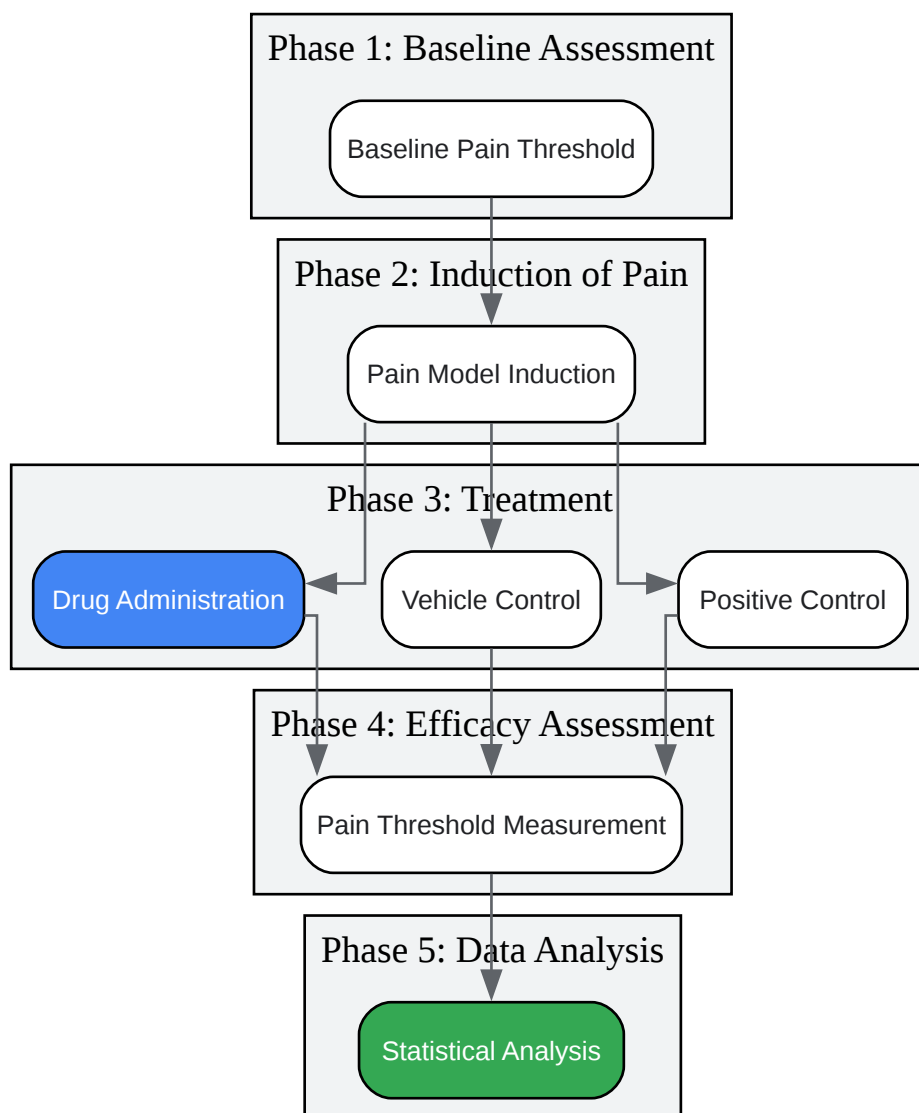 Phase 1: Baseline Assessment
Baseline Pain Threshold
Phase 2: Induction of Pain
Pain Model Induction
Phase 3: Treatment
Drug Administration
Vehicle Control
Positive Control
Phase 4: Efficacy Assessment
Pain Threshold Measurement
Phase 5: Data Analysis
Statistical Analysis